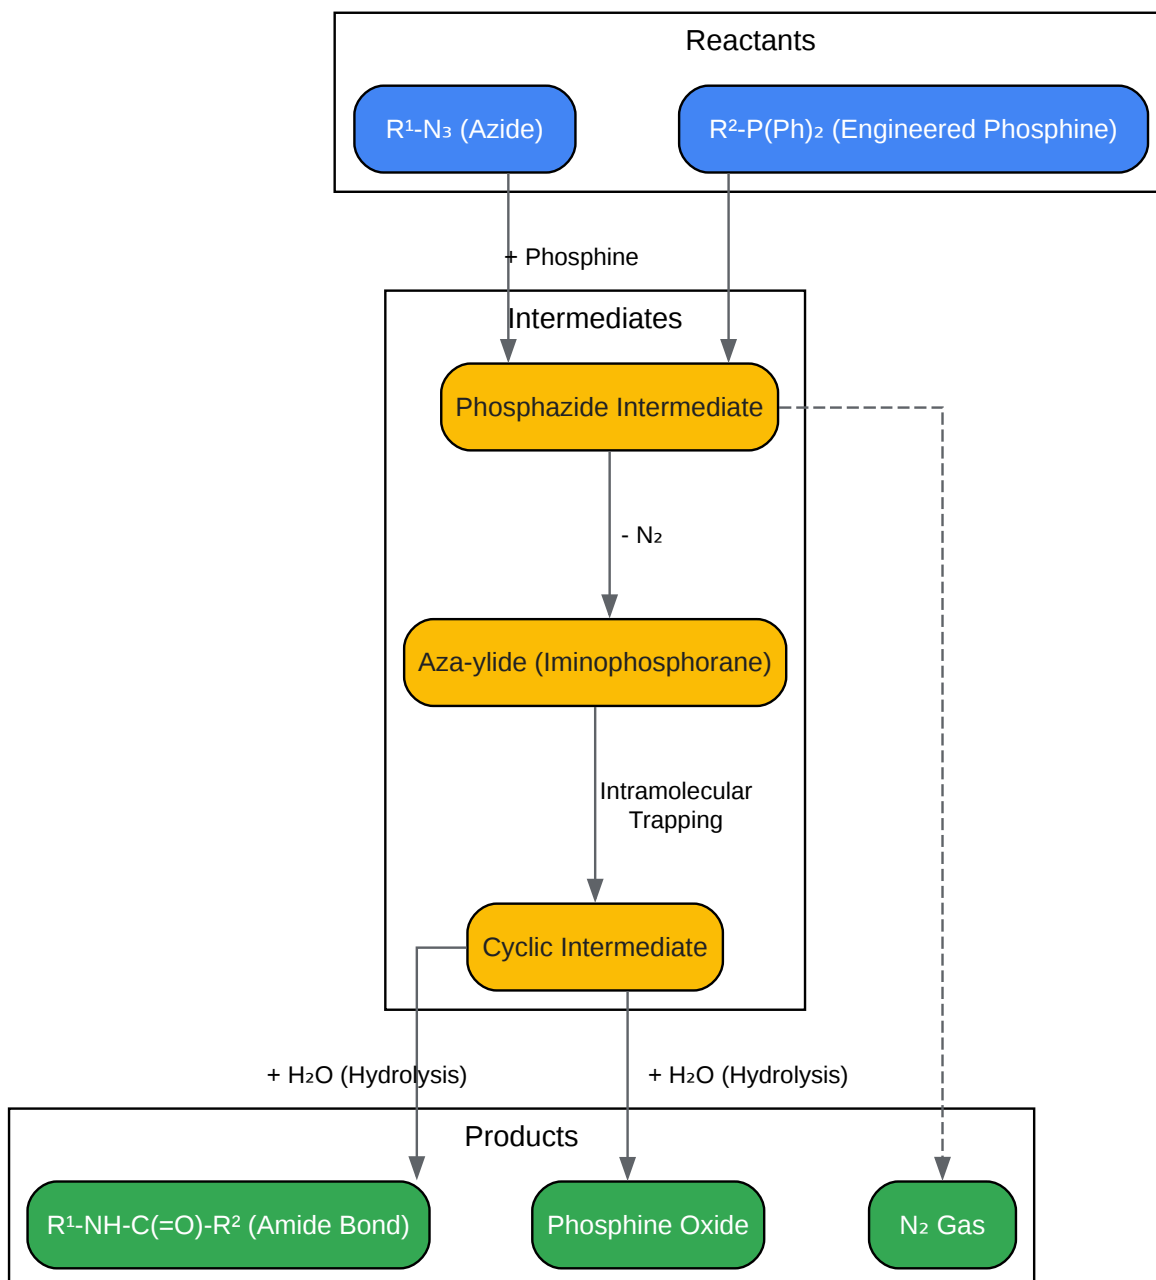 Reactants
R¹-N₃ (Azide)
R²-P(Ph)₂ (Engineered Phosphine)
+ Phosphine
Intermediates
Phosphazide Intermediate
- N₂
Aza-ylide (Iminophosphorane)
Intramolecular
Trapping
Cyclic Intermediate
+ H₂O (Hydrolysis)
+ H₂O (Hydrolysis)
Products
R¹-NH-C(=O)-R² (Amide Bond)
Phosphine Oxide
N₂ Gas